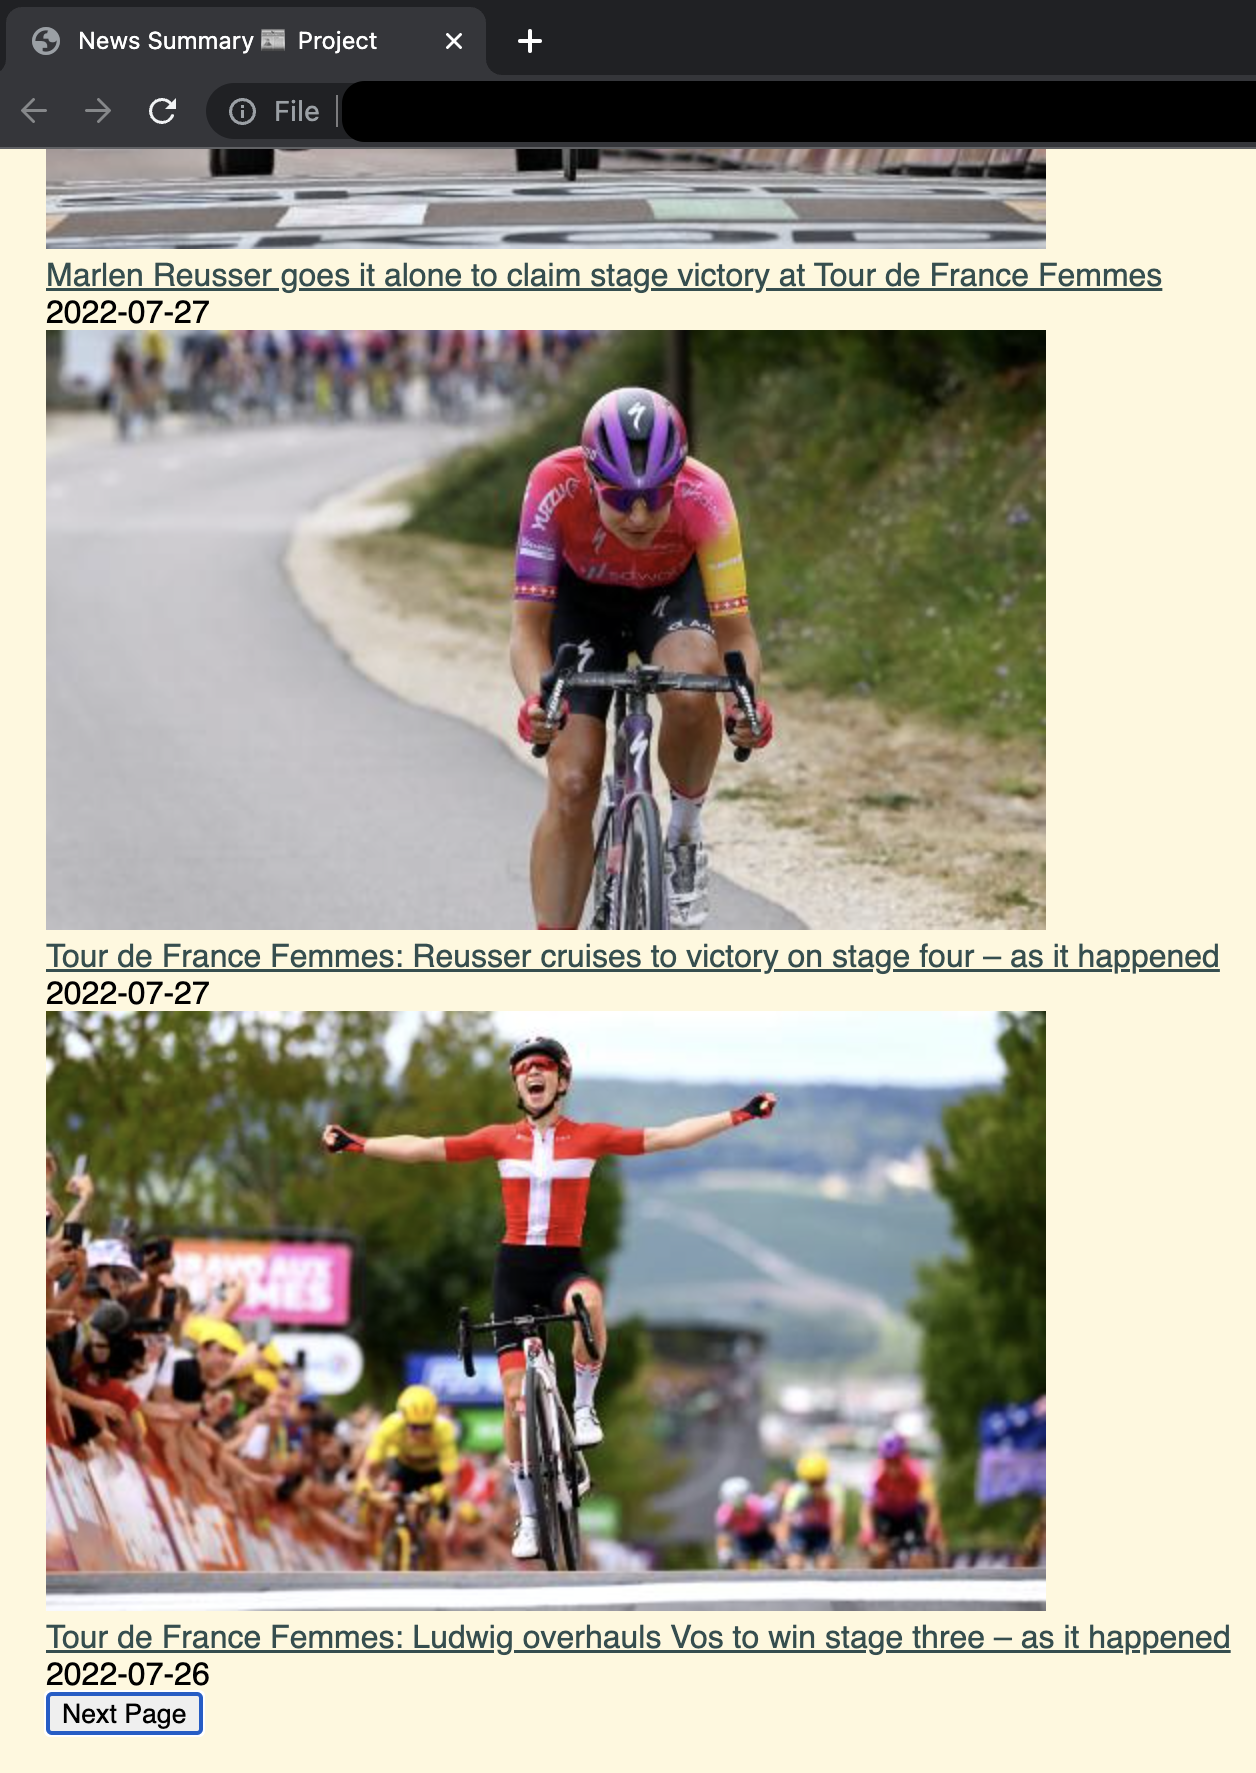 News Summary 📰 Project
File
Marlen Reusser goes it alone to claim stage victory at Tour de France Femmes
2022-07-27
YUZZU
sdwo
Tour de France Femmes: Reusser cruises to victory on stage four – as it happened
2022-07-27
Tour de France Femmes: Ludwig overhauls Vos to win stage three – as it happened
2022-07-26
Next Page